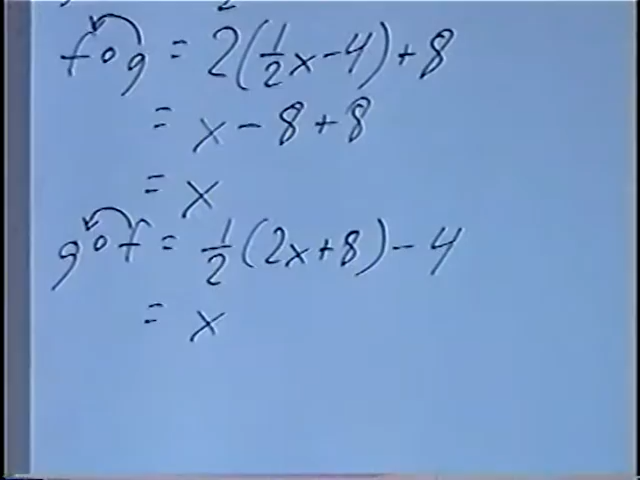 f∘g = 2(1/2x-4)+8
= x-8+8
= x
g∘f = 1/2(2x+8)-4
= x